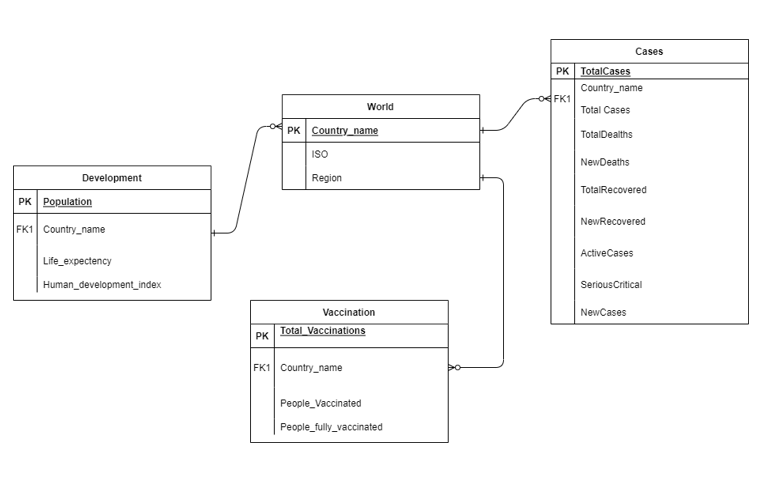 Cases
PK TotalCases
FK1 Country_name
Total Cases
TotalDealths
NewDeaths
TotalRecovered
NewRecovered
ActiveCases
SeriousCritical
NewCases
World
PK Country_name
ISO
Region
Development
PK Population
FK1 Country_name
Life_expectency
Human_development_index
Vaccination
PK Total_Vaccinations
FK1 Country_name
People_Vaccinated
People_fully_vaccinated